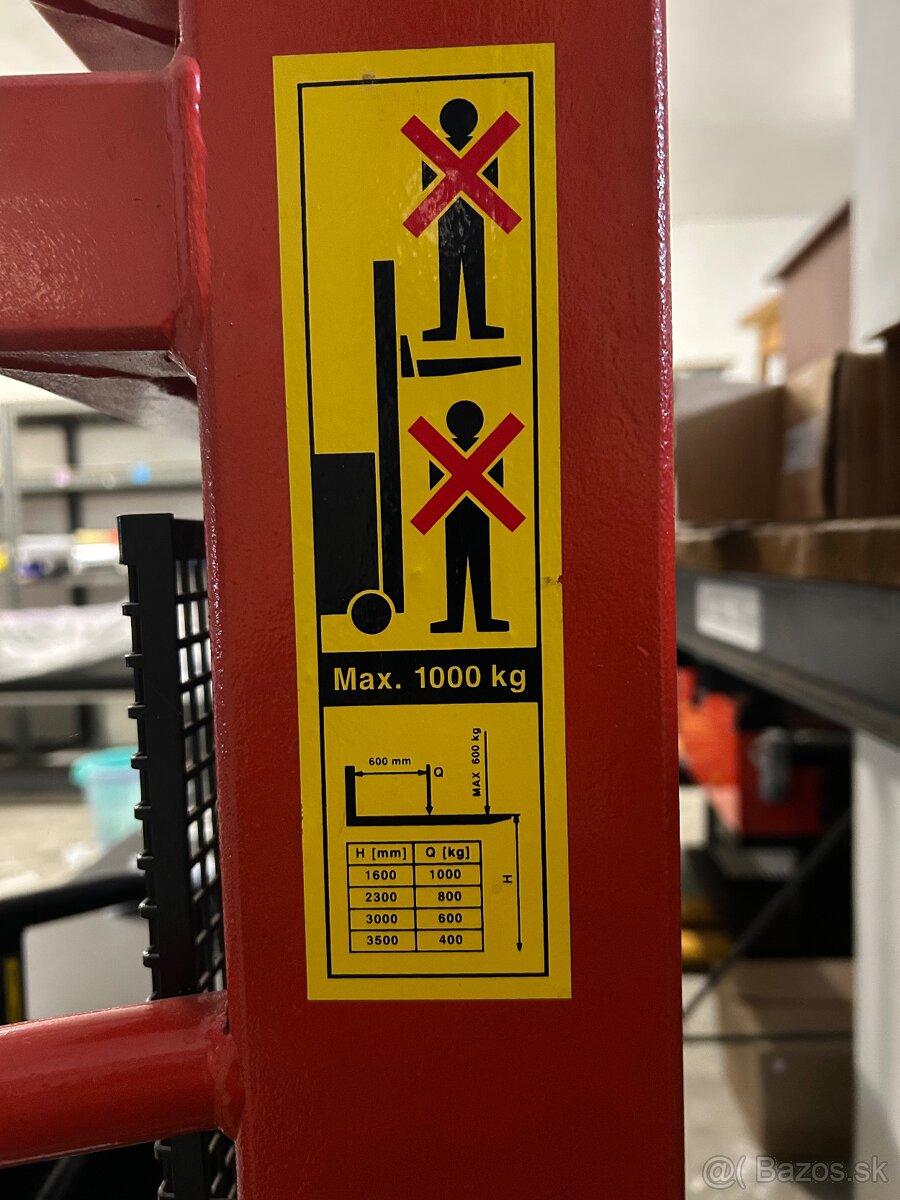 Max. 1000 kg
600 mm
Q
MAX 600 kg
H [mm] Q [kg]
1600 1000
2300 800
3000 600
3500 400
H
@( Bazos.sk